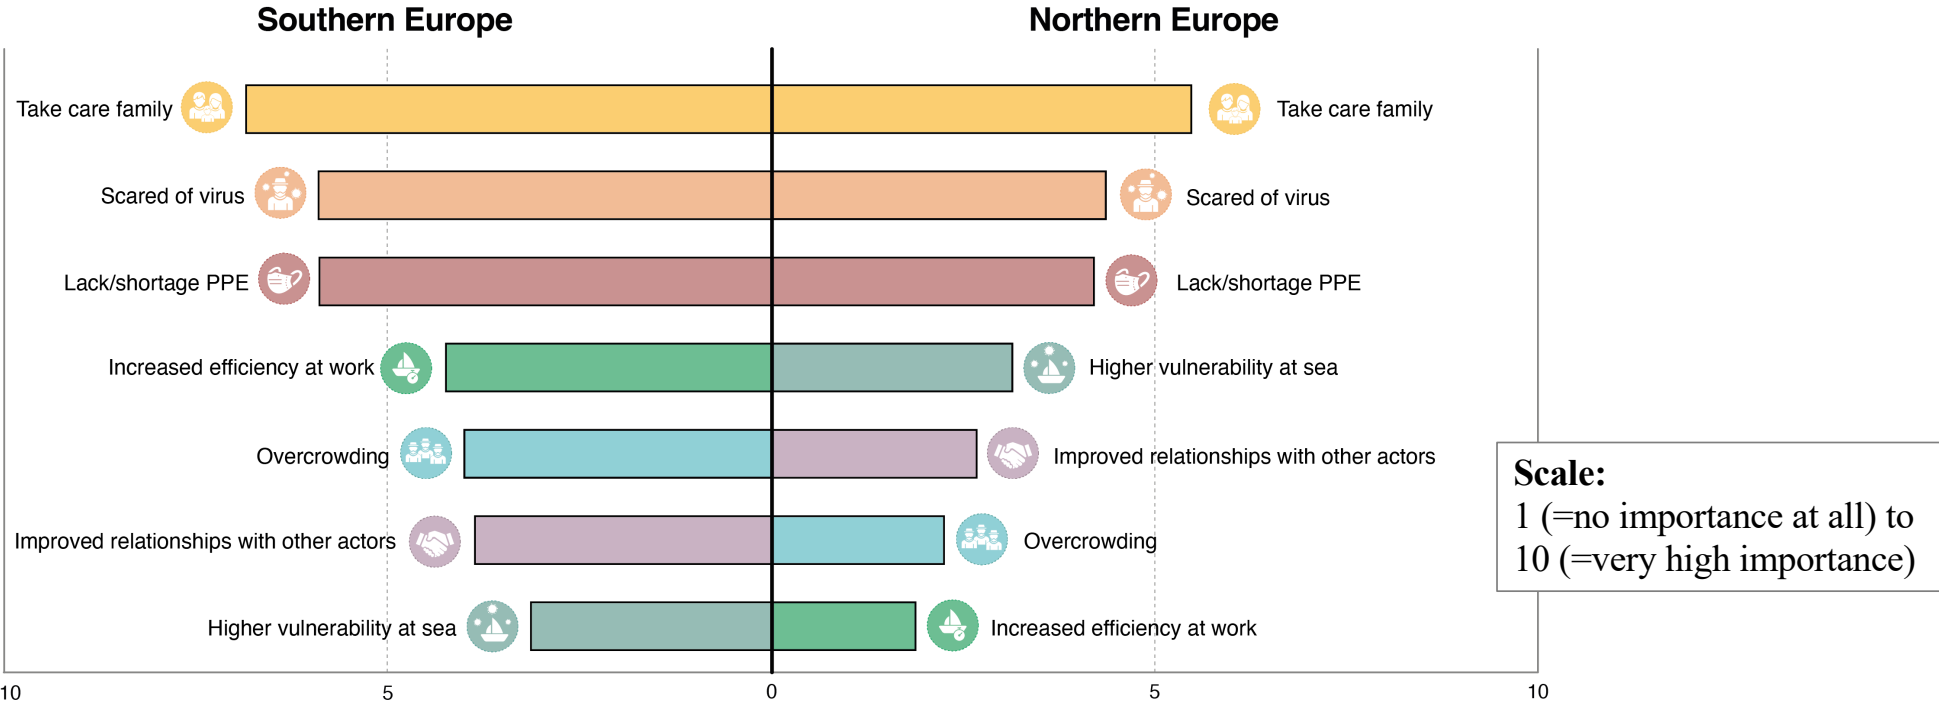 Southern Europe
Northern Europe
Take care family
Take care family
Scared of virus
Scared of virus
Lack/shortage PPE
Lack/shortage PPE
Increased efficiency at work
Higher vulnerability at sea
Overcrowding
Improved relationships with other actors
Improved relationships with other actors
Overcrowding
Higher vulnerability at sea
Increased efficiency at work
Scale:
1 (=no importance at all) to
10 (=very high importance)
10 5 0 5 10